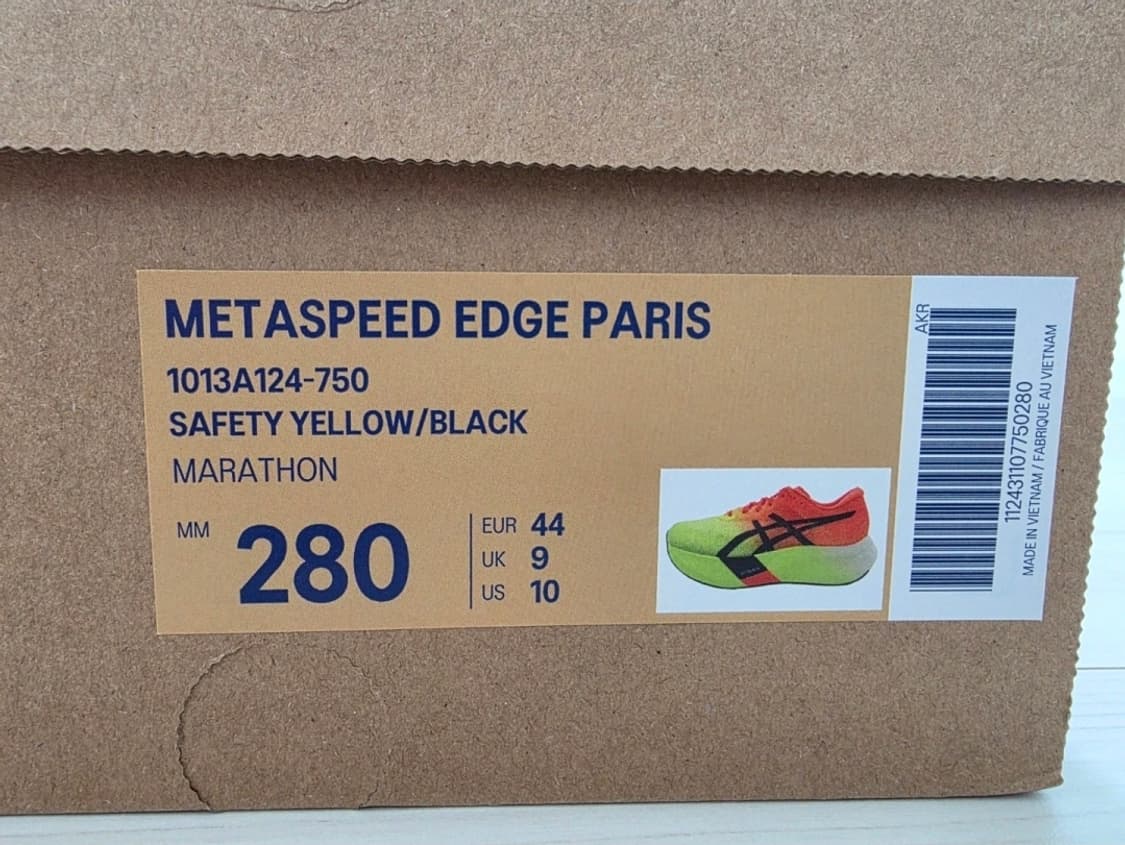 METASPEED EDGE PARIS
1013A124-750
SAFETY YELLOW/BLACK
MARATHON
MM 280
EUR 44
UK 9
US 10
AKR
112431107750280
MADE IN VIETNAM / FABRIQUE AU VIETNAM